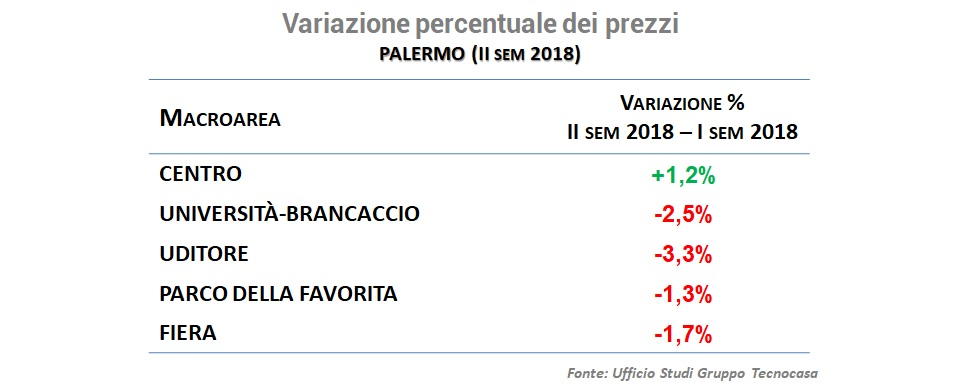 Variazione percentuale dei prezzi
PALERMO (II SEM 2018)
MACROAREA
VARIAZIONE %
II SEM 2018 – I SEM 2018
CENTRO +1,2%
UNIVERSITÀ-BRANCACCIO -2,5%
UDITORE -3,3%
PARCO DELLA FAVORITA -1,3%
FIERA -1,7%
Fonte: Ufficio Studi Gruppo Tecnocasa